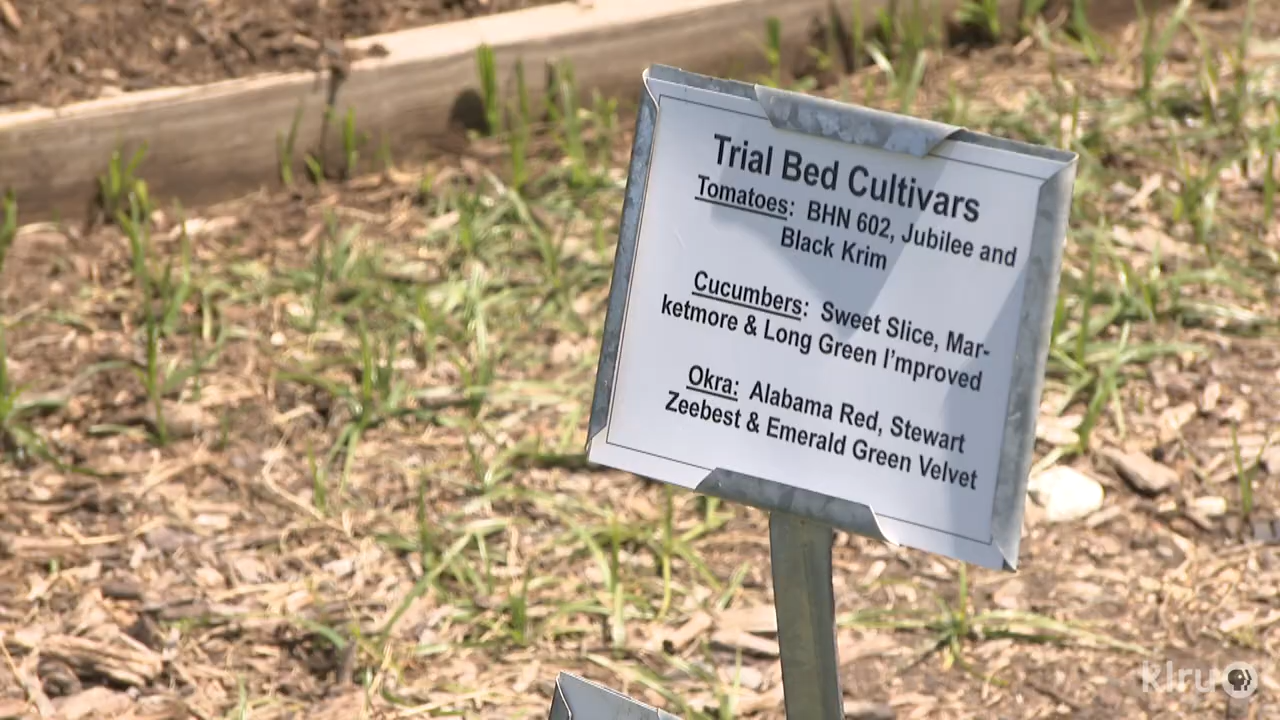 Trial Bed Cultivars
Tomatoes: BHN 602, Jubilee and
Black Krim
Cucumbers: Sweet Slice, Mar-
ketmore & Long Green I'mproved
Okra: Alabama Red, Stewart
Zeebest & Emerald Green Velvet
klru